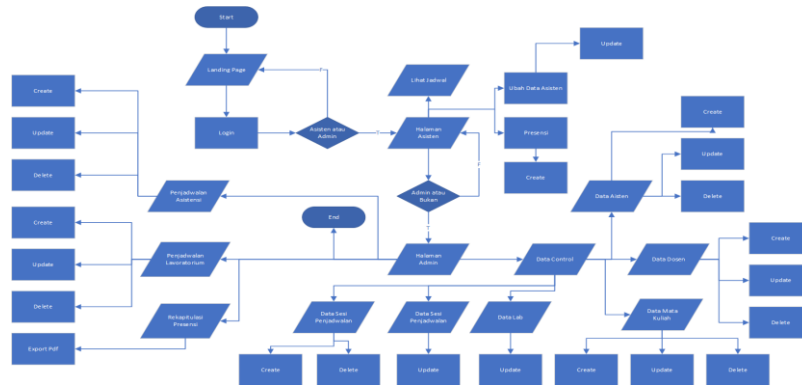 Start
Update
Landing Page
Lihat Jadwal
Create
Ubah Data Asisten
Create
Update
Login
Asisten atau
Admin
Halaman
Asisten
Presensi
Update
Delete
Create
Penjadwalan
Asistensi
Admin atau
Bukan
Data Aisten
Delete
Create
End
Create
Update
Penjadwalan
Lavoratorium
Halaman
Admin
Data Control
Data Dosen
Update
Delete
Rekapitulasi
Presensi
Data Sesi
Penjadwalan
Data Sesi
Penjadwalan
Data Lab
Data Mata
Kuliah
Delete
Export Pdf
Create
Delete
Update
Update
Create
Update
Delete